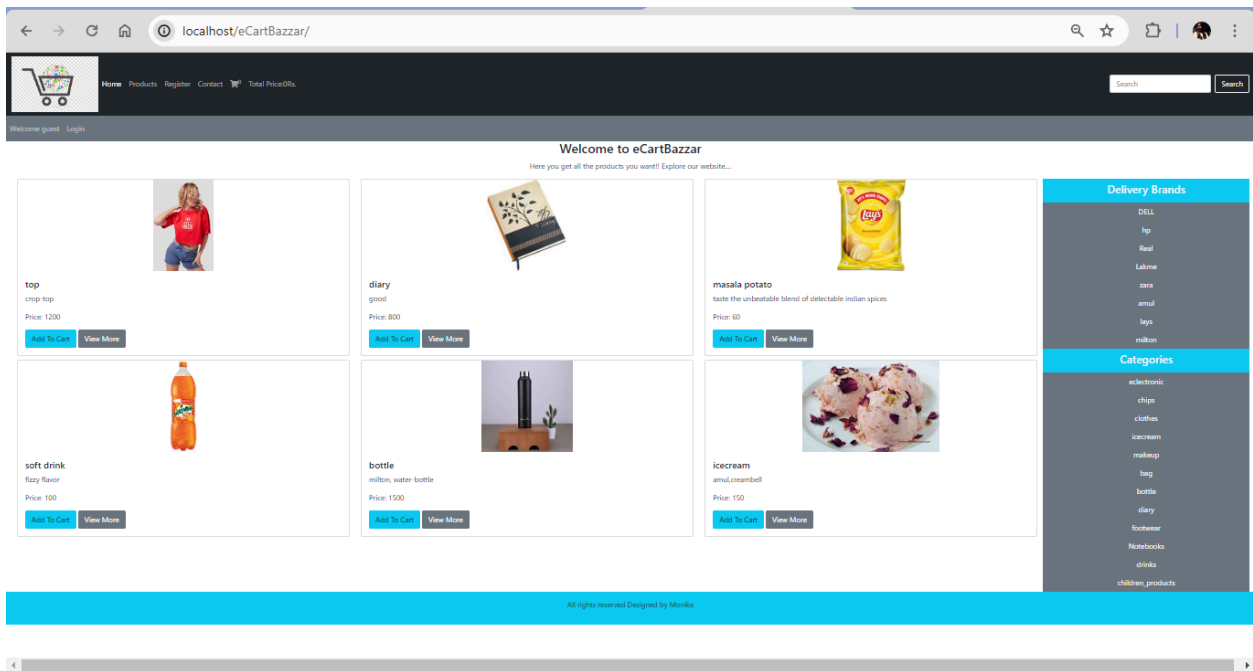 localhost/eCartBazzar/
Home Products Register Contact 0 Total Price:0Rs.
Search Search
Welcome guest Login
Welcome to eCartBazzar
Here you get all the products you want!! Explore our website...
top
crop top
Price: 1200
Add To Cart View More
diary
good
Price: 800
Add To Cart View More
Lay's
masala potato
taste the unbeatable blend of delectable indian spices
Price: 60
Add To Cart View More
soft drink
fizzy flavor
Price: 100
Add To Cart View More
bottle
milton, water-bottle
Price: 1500
Add To Cart View More
icecream
amul,creambell
Price: 150
Add To Cart View More
Delivery Brands
DELL
hp
Real
Lakme
zara
amul
lays
milton
Categories
eclectronic
chips
clothes
icecream
makeup
bag
bottle
diary
footwear
Notebooks
drinks
children_products
All rights reserved Designed by Monika